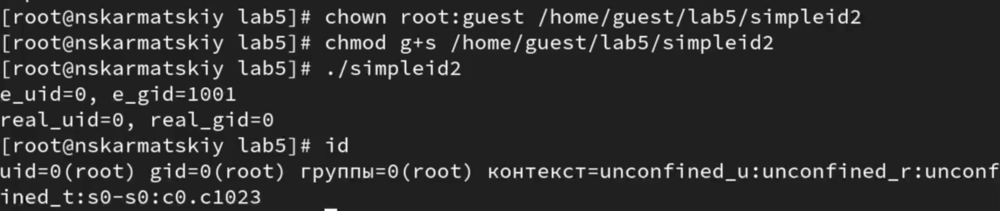 [root@nskarmatskiy lab5]# chown root:guest /home/guest/lab5/simpleid2
[root@nskarmatskiy lab5]# chmod g+s /home/guest/lab5/simpleid2
[root@nskarmatskiy lab5]# ./simpleid2
e_uid=0, e_gid=1001
real_uid=0, real_gid=0
[root@nskarmatskiy lab5]# id
uid=0(root) gid=0(root) группы=0(root) контекст=unconfined_u:unconfined_r:unconf
ined_t:s0-s0:c0.c1023